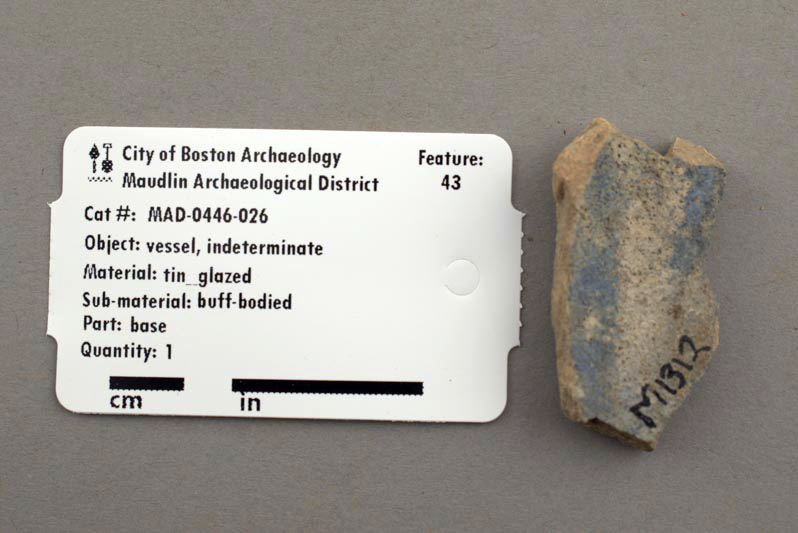 City of Boston Archaeology
Maudlin Archaeological District
Feature:
43
Cat #: MAD-0446-026
Object: vessel, indeterminate
Material: tin_glazed
Sub-material: buff-bodied
Part: base
Quantity: 1
cm
in
M1312